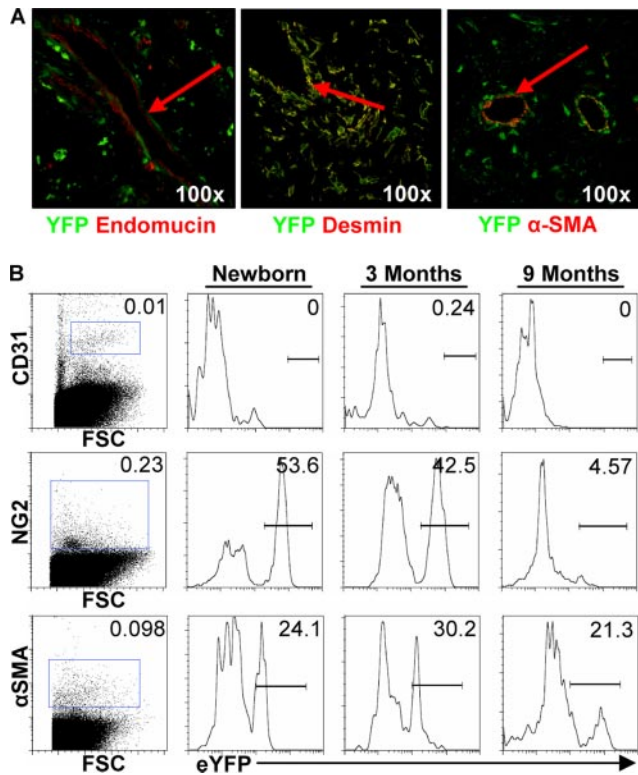 A
100x
100x
100x
YFP Endomucin
YFP Desmin
YFP α-SMA
B
Newborn
3 Months
9 Months
CD31
0.01
0
0.24
0
FSC
NG2
0.23
53.6
42.5
4.57
FSC
αSMA
0.098
24.1
30.2
21.3
FSC
eYFP